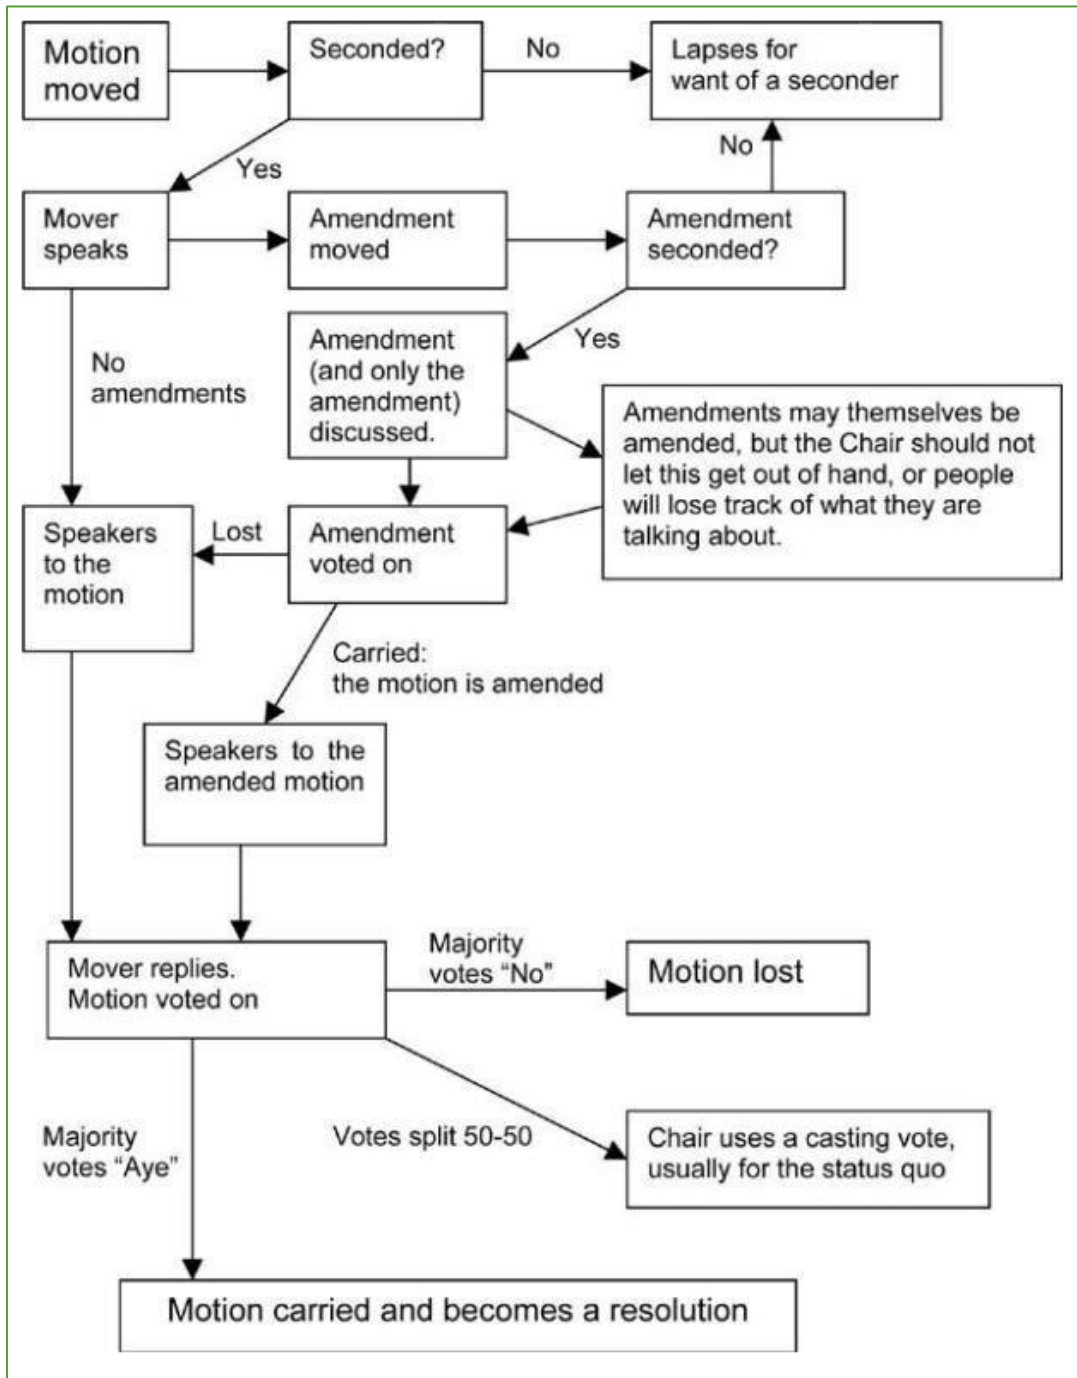 Motion
moved
Seconded?
No
Lapses for
want of a seconder
Yes
No
Mover
speaks
Amendment
moved
Amendment
seconded?
No
amendments
Amendment
(and only the
amendment)
discussed.
Yes
Amendments may themselves be
amended, but the Chair should not
let this get out of hand, or people
will lose track of what they are
talking about.
Speakers
to the
motion
Lost
Amendment
voted on
Carried:
the motion is amended
Speakers to the
amended motion
Mover replies.
Motion voted on
Majority
votes “No”
Motion lost
Majority
votes “Aye”
Votes split 50-50
Chair uses a casting vote,
usually for the status quo
Motion carried and becomes a resolution